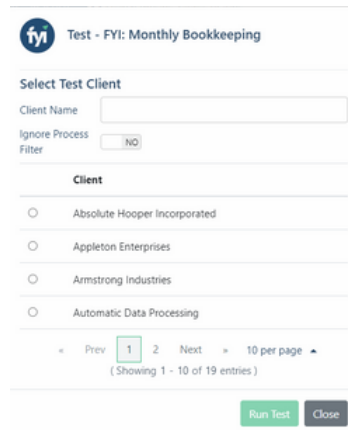 fyi
Test - FYI: Monthly Bookkeeping
Select Test Client
Client Name
Ignore Process
Filter
NO
Client
Absolute Hooper Incorporated
Appleton Enterprises
Armstrong Industries
Automatic Data Processing
« Prev 1 2 Next » 10 per page
( Showing 1 - 10 of 19 entries )
Run Test Close